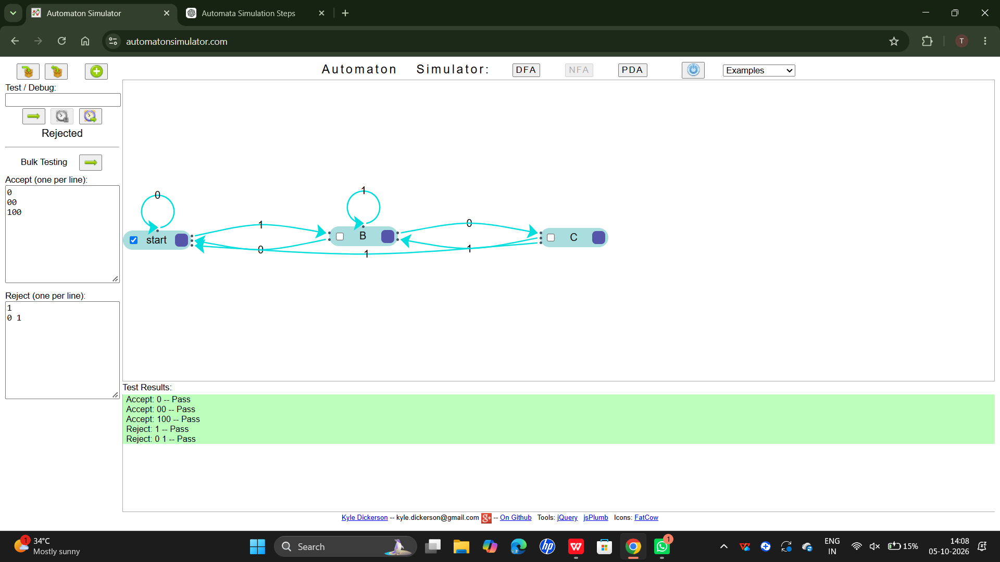 Automaton Simulator
Automata Simulation Steps
automatonsimulator.com
T
Automaton Simulator:
DFA
NFA
PDA
Examples
Test / Debug:
Rejected
Bulk Testing
Accept (one per line):
0
00
100
Reject (one per line):
1
0 1
0
1
1
0
start
B
C
0
1
1
Test Results:
Accept: 0 -- Pass
Accept: 00 -- Pass
Accept: 100 -- Pass
Reject: 1 -- Pass
Reject: 0 1 -- Pass
Kyle Dickerson -- kyle.dickerson@gmail.com g+ -- On Github Tools: jQuery jsPlumb Icons: FatCow
1
34°C
Mostly sunny
Search
hp
W
1
ENG
IN
15%
14:08
05-10-2026